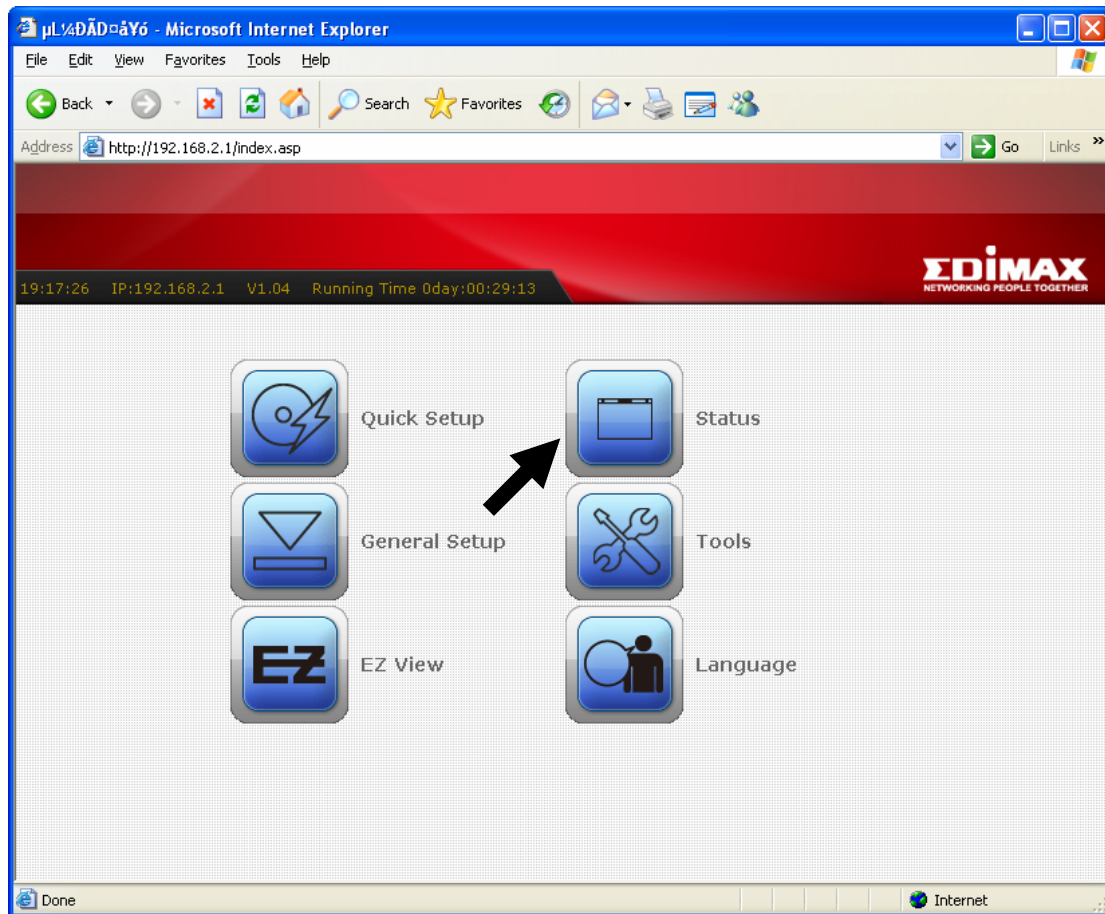 µL¼ÐÃD¤åÝó - Microsoft Internet Explorer
File Edit View Favorites Tools Help
Back Search Favorites
Address http://192.168.2.1/index.asp Go Links »
EDIMAX
NETWORKING PEOPLE TOGETHER
19:17:26 IP:192.168.2.1 V1.04 Running Time 0day:00:29:13
Quick Setup Status
General Setup Tools
EZ EZ View Language
Done Internet